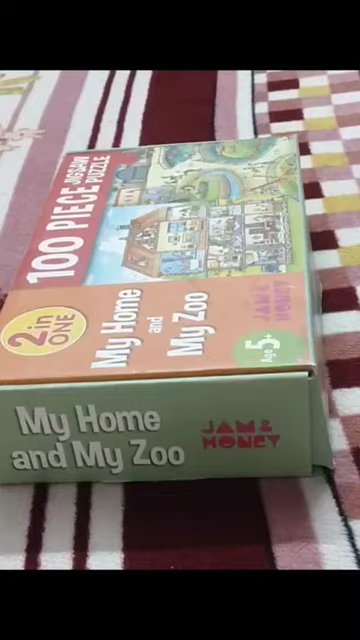 100 PIECE-JIGSAW
PUZZLE
2 in
ONE
My Home
and
My Zoo
JAM &
HONEY
Age 5+
My Home
and My Zoo
JAM &
HONEY